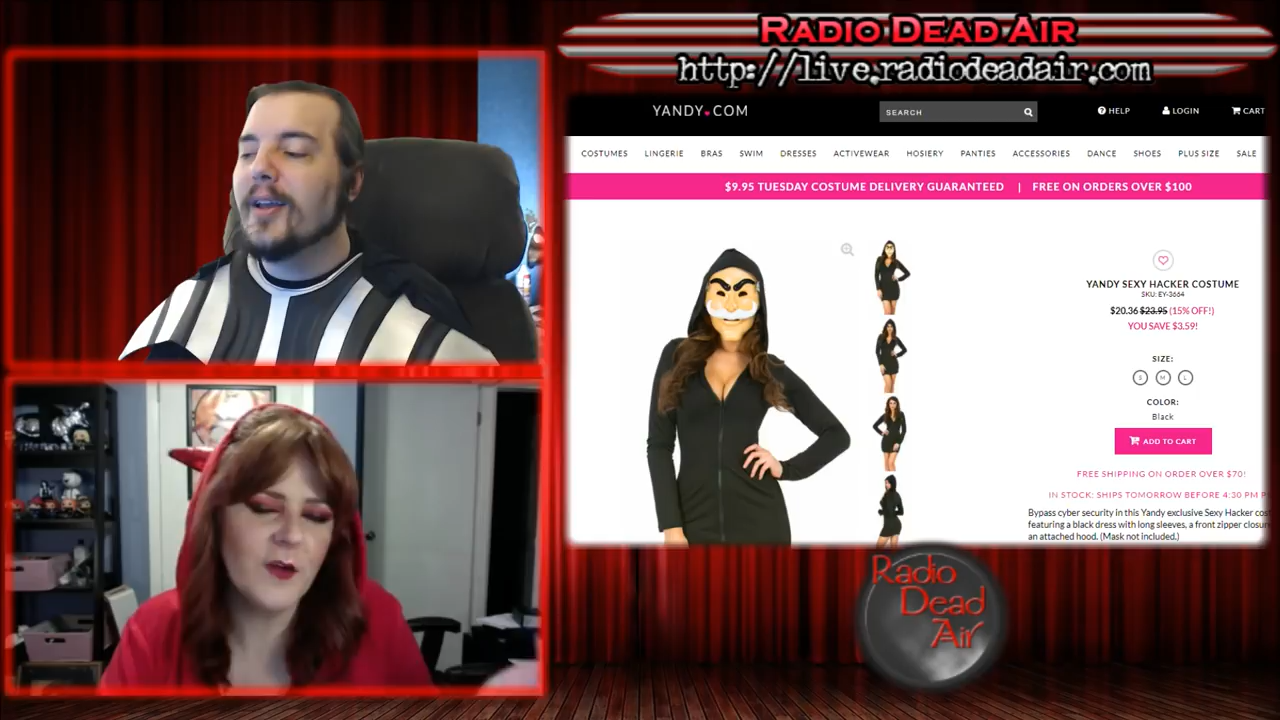 Radio Dead Air
http://live.radiodeadair.com
YANDY.COM
SEARCH
HELP
LOGIN
CART
COSTUMES LINGERIE BRAS SWIM DRESSES ACTIVEWEAR HOSIERY PANTIES ACCESSORIES DANCE SHOES PLUS SIZE SALE
$9.95 TUESDAY COSTUME DELIVERY GUARANTEED | FREE ON ORDERS OVER $100
YANDY SEXY HACKER COSTUME
SKU: EY-3664
$20.36 $23.95 (15% OFF!)
YOU SAVE $3.59!
SIZE:
S M L
COLOR:
Black
ADD TO CART
FREE SHIPPING ON ORDER OVER $70!
IN STOCK: SHIPS TOMORROW BEFORE 4:30 PM P
Bypass cyber security in this Yandy exclusive Sexy Hacker cos
featuring a black dress with long sleeves, a front zipper closur
an attached hood. (Mask not included.)
Radio
Dead
Air